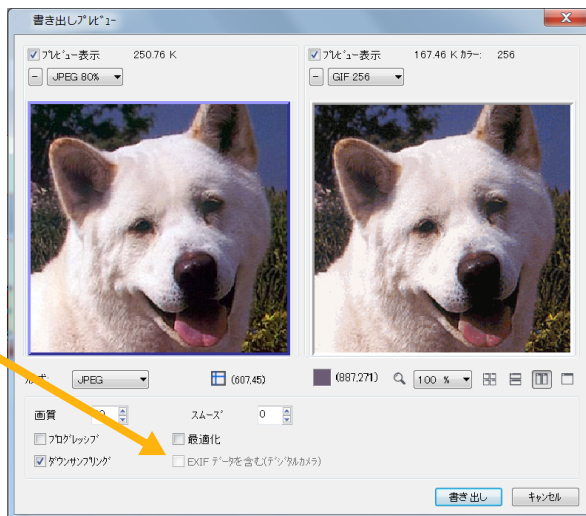 書き出しプレビュー
プレビュー表示 250.76 K
JPEG 80%
プレビュー表示 167.46 K カラー: 256
GIF 256
JPEG
(607,45)
(887,271)
100 %
画質
スムーズ 0
プログレッシブ
最適化
ダウンサンプリング
EXIF データを含む(デジタルカメラ)
書き出し
キャンセル